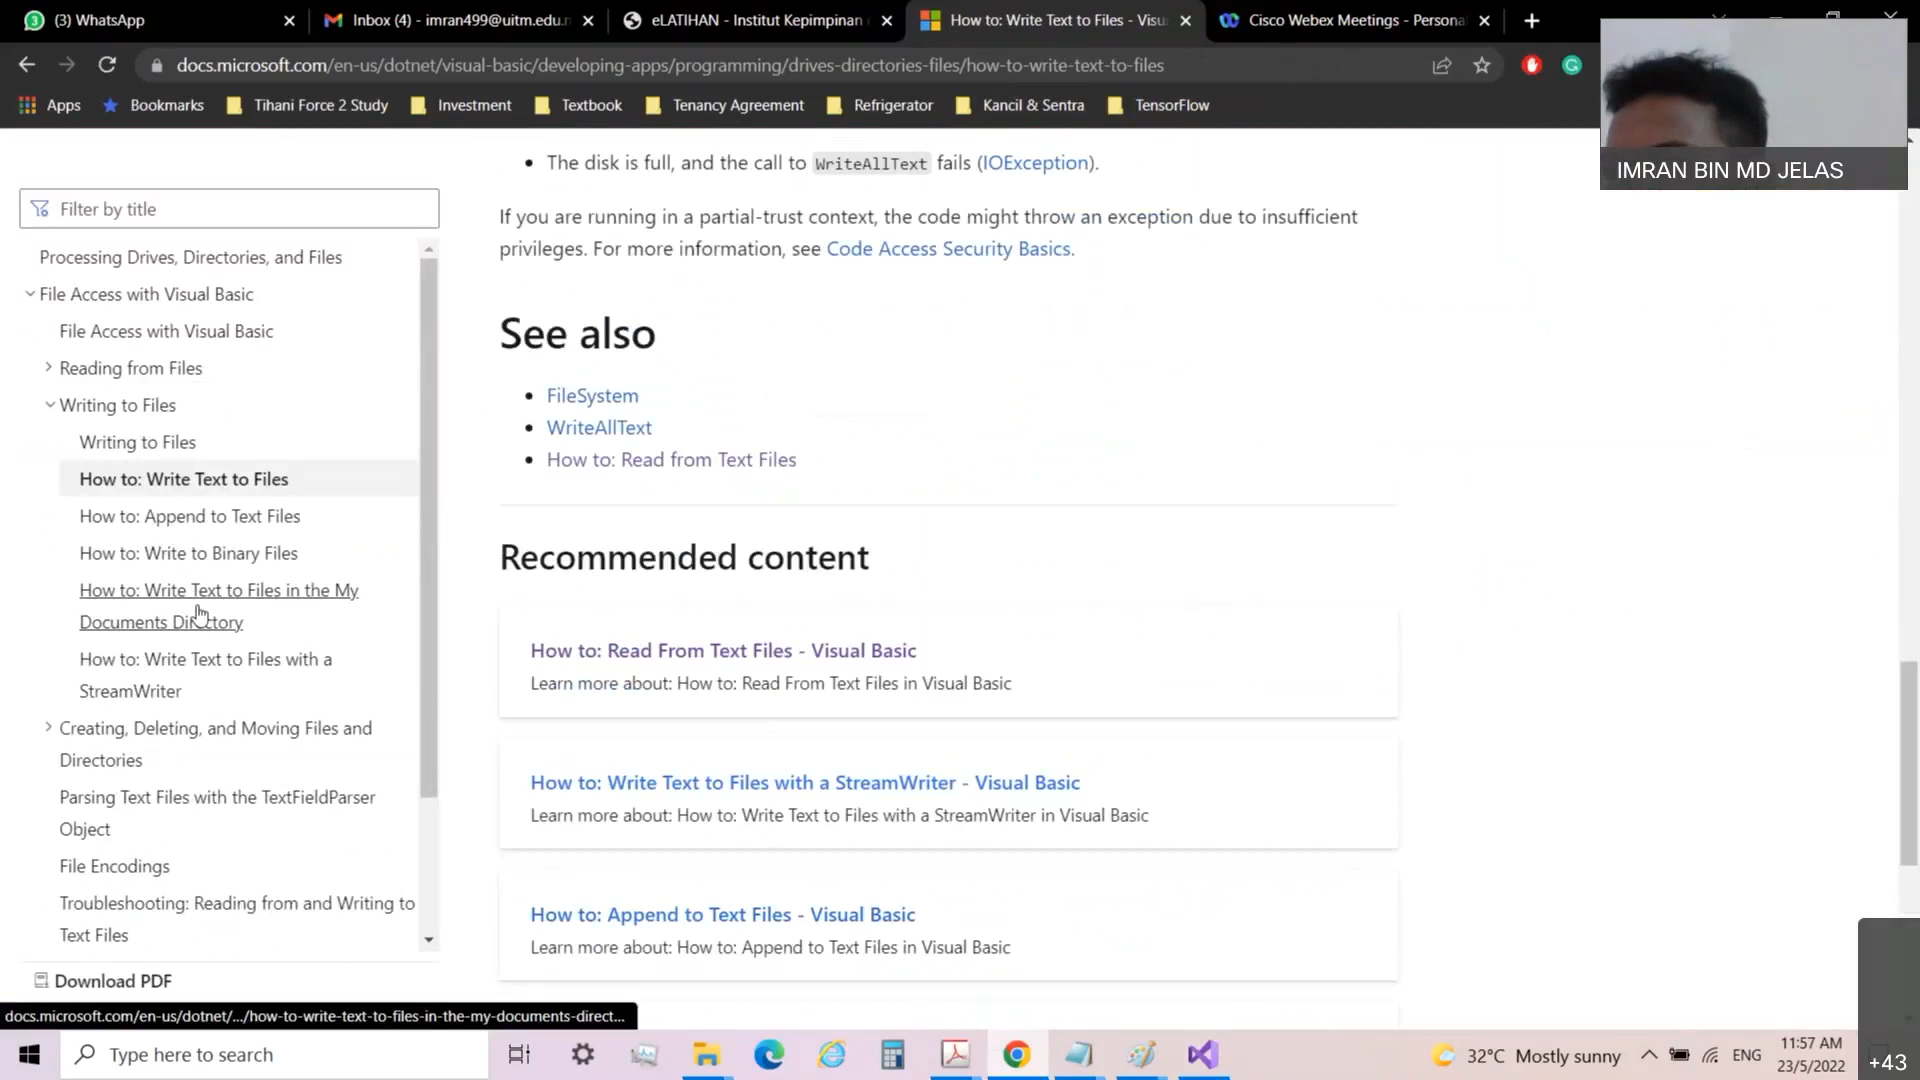 (3) WhatsApp
Inbox (4) - imran499@uitm.edu.n
eLATIHAN - Institut Kepimpinan
How to: Write Text to Files - Visu
Cisco Webex Meetings - Persona
docs.microsoft.com/en-us/dotnet/visual-basic/developing-apps/programming/drives-directories-files/how-to-write-text-to-files
Apps
Bookmarks
Tihani Force 2 Study
Investment
Textbook
Tenancy Agreement
Refrigerator
Kancil & Sentra
TensorFlow
IMRAN BIN MD JELAS
Filter by title
Processing Drives, Directories, and Files
File Access with Visual Basic
File Access with Visual Basic
Reading from Files
Writing to Files
Writing to Files
How to: Write Text to Files
How to: Append to Text Files
How to: Write to Binary Files
How to: Write Text to Files in the My
Documents Directory
How to: Write Text to Files with a
StreamWriter
Creating, Deleting, and Moving Files and
Directories
Parsing Text Files with the TextFieldParser
Object
File Encodings
Troubleshooting: Reading from and Writing to
Text Files
Download PDF
The disk is full, and the call to WriteAllText fails (IOException).
If you are running in a partial-trust context, the code might throw an exception due to insufficient
privileges. For more information, see Code Access Security Basics.
See also
FileSystem
WriteAllText
How to: Read from Text Files
Recommended content
How to: Read From Text Files - Visual Basic
Learn more about: How to: Read From Text Files in Visual Basic
How to: Write Text to Files with a StreamWriter - Visual Basic
Learn more about: How to: Write Text to Files with a StreamWriter in Visual Basic
How to: Append to Text Files - Visual Basic
Learn more about: How to: Append to Text Files in Visual Basic
docs.microsoft.com/en-us/dotnet/.../how-to-write-text-to-files-in-the-my-documents-direct...
Type here to search
32°C Mostly sunny
ENG
11:57 AM
23/5/2022
+43